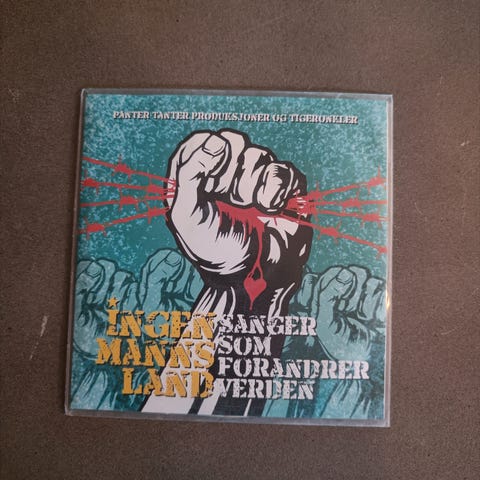 PANTER TANTER PRODUKSJONER OG TIGERONKLER
INGEN
MANNS
LAND
SANGER
SOM
FORANDRER
VERDEN